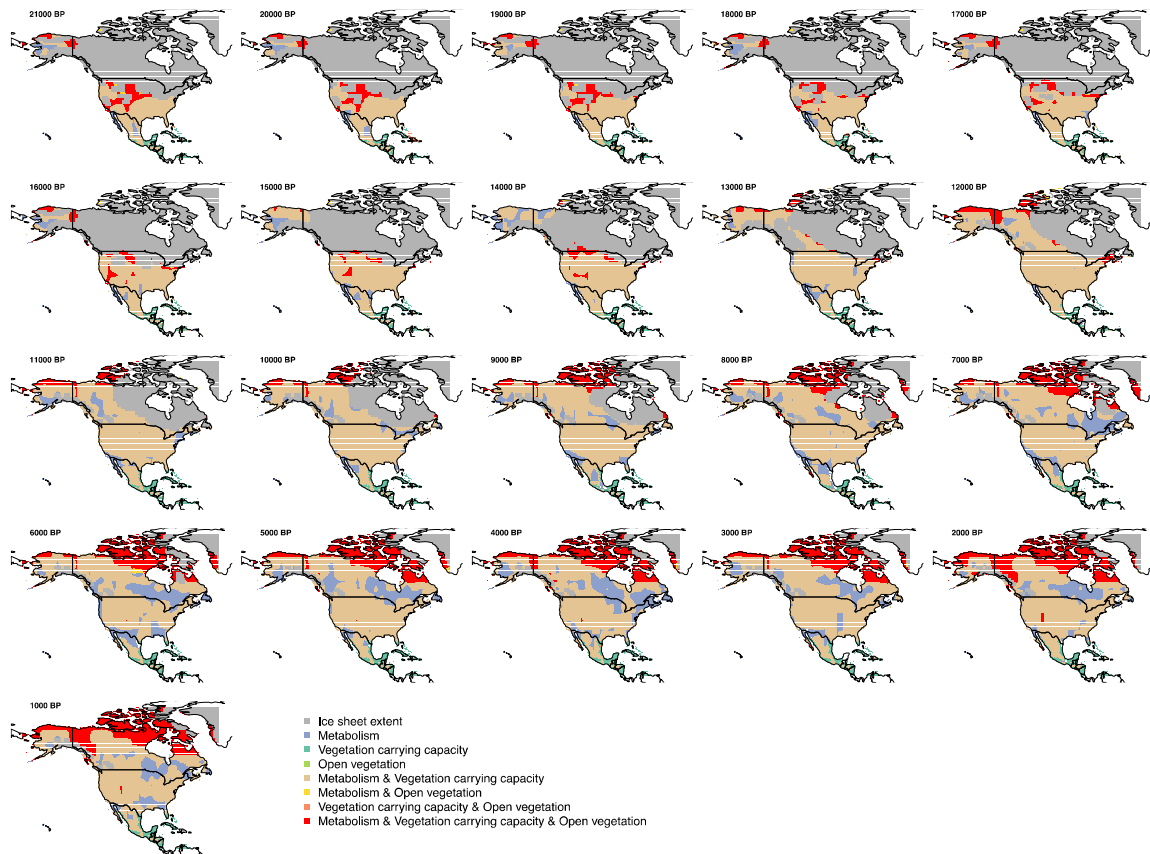 21000 BP
20000 BP
19000 BP
18000 BP
17000 BP
16000 BP
15000 BP
14000 BP
13000 BP
12000 BP
11000 BP
10000 BP
9000 BP
8000 BP
7000 BP
6000 BP
5000 BP
4000 BP
3000 BP
2000 BP
1000 BP
Ice sheet extent
Metabolism
Vegetation carrying capacity
Open vegetation
Metabolism & Vegetation carrying capacity
Metabolism & Open vegetation
Vegetation carrying capacity & Open vegetation
Metabolism & Vegetation carrying capacity & Open vegetation